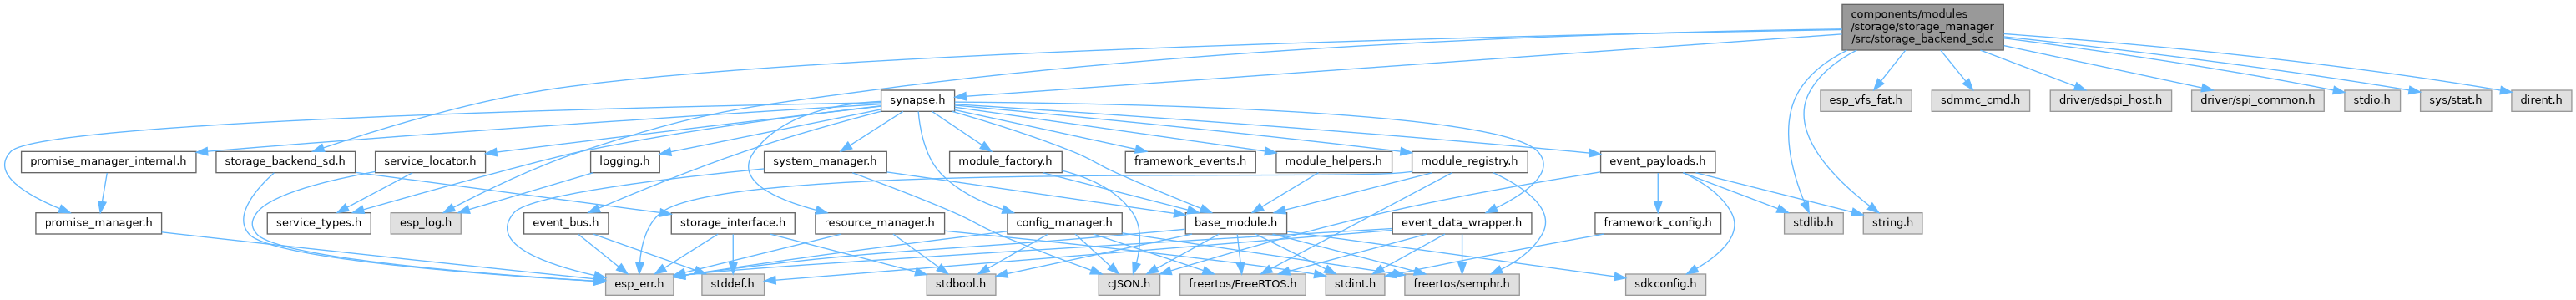 components/modules
/storage/storage_manager
/src/storage_backend_sd.c
synapse.h
esp_vfs_fat.h
sdmmc_cmd.h
driver/sdspi_host.h
driver/spi_common.h
stdio.h
sys/stat.h
dirent.h
promise_manager_internal.h
storage_backend_sd.h
service_locator.h
logging.h
system_manager.h
module_factory.h
framework_events.h
module_helpers.h
module_registry.h
event_payloads.h
promise_manager.h
service_types.h
esp_log.h
event_bus.h
storage_interface.h
resource_manager.h
config_manager.h
base_module.h
event_data_wrapper.h
framework_config.h
stdlib.h
string.h
esp_err.h
stddef.h
stdbool.h
cJSON.h
freertos/FreeRTOS.h
stdint.h
freertos/semphr.h
sdkconfig.h